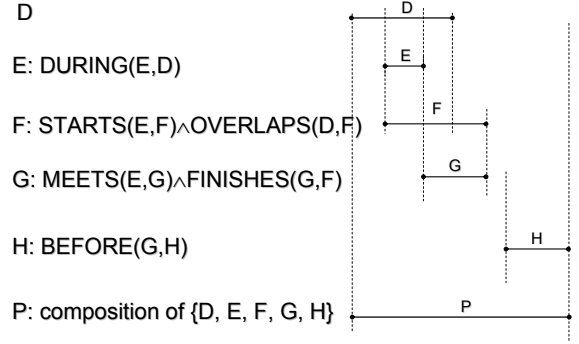 D
D
E: DURING(E,D)
E
F: STARTS(E,F)∧OVERLAPS(D,F)
F
G: MEETS(E,G)∧FINISHES(G,F)
G
H: BEFORE(G,H)
H
P: composition of {D, E, F, G, H}
P